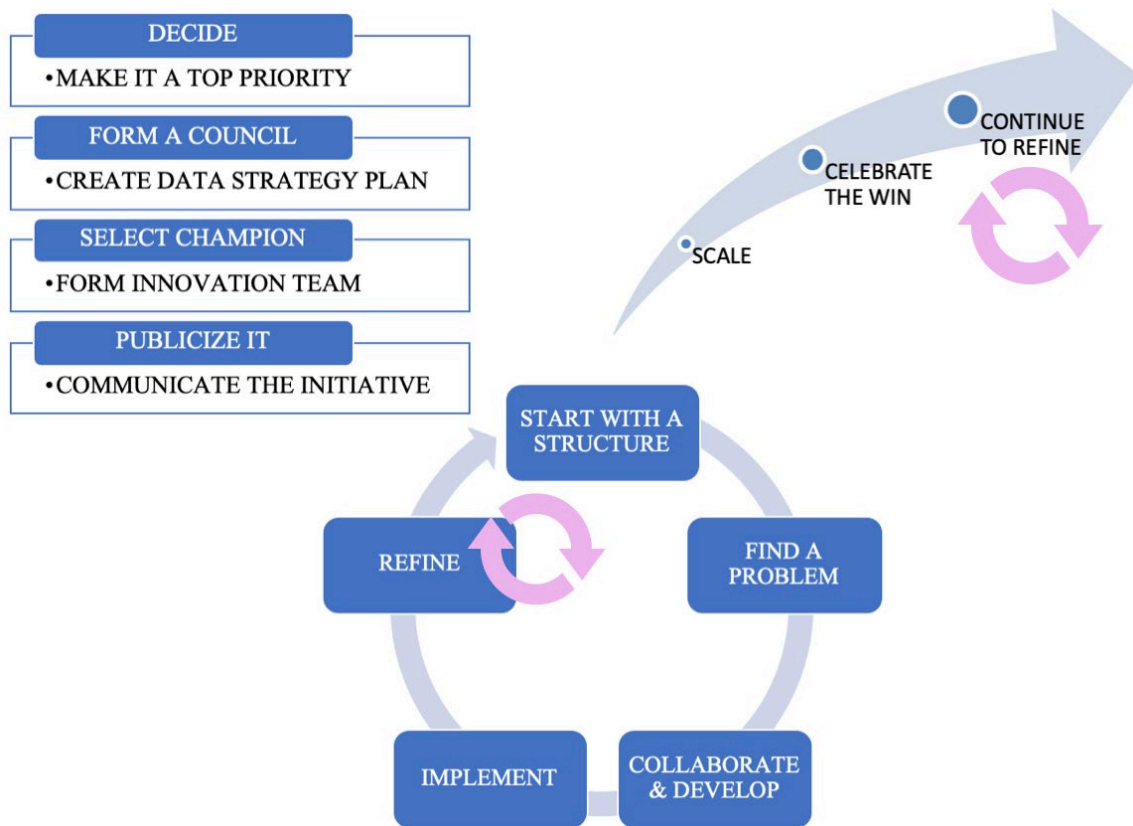 DECIDE
•MAKE IT A TOP PRIORITY
FORM A COUNCIL
•CREATE DATA STRATEGY PLAN
SELECT CHAMPION
•FORM INNOVATION TEAM
PUBLICIZE IT
•COMMUNICATE THE INITIATIVE
CONTINUE
TO REFINE
CELEBRATE
THE WIN
SCALE
START WITH A
STRUCTURE
FIND A
PROBLEM
COLLABORATE
& DEVELOP
IMPLEMENT
REFINE